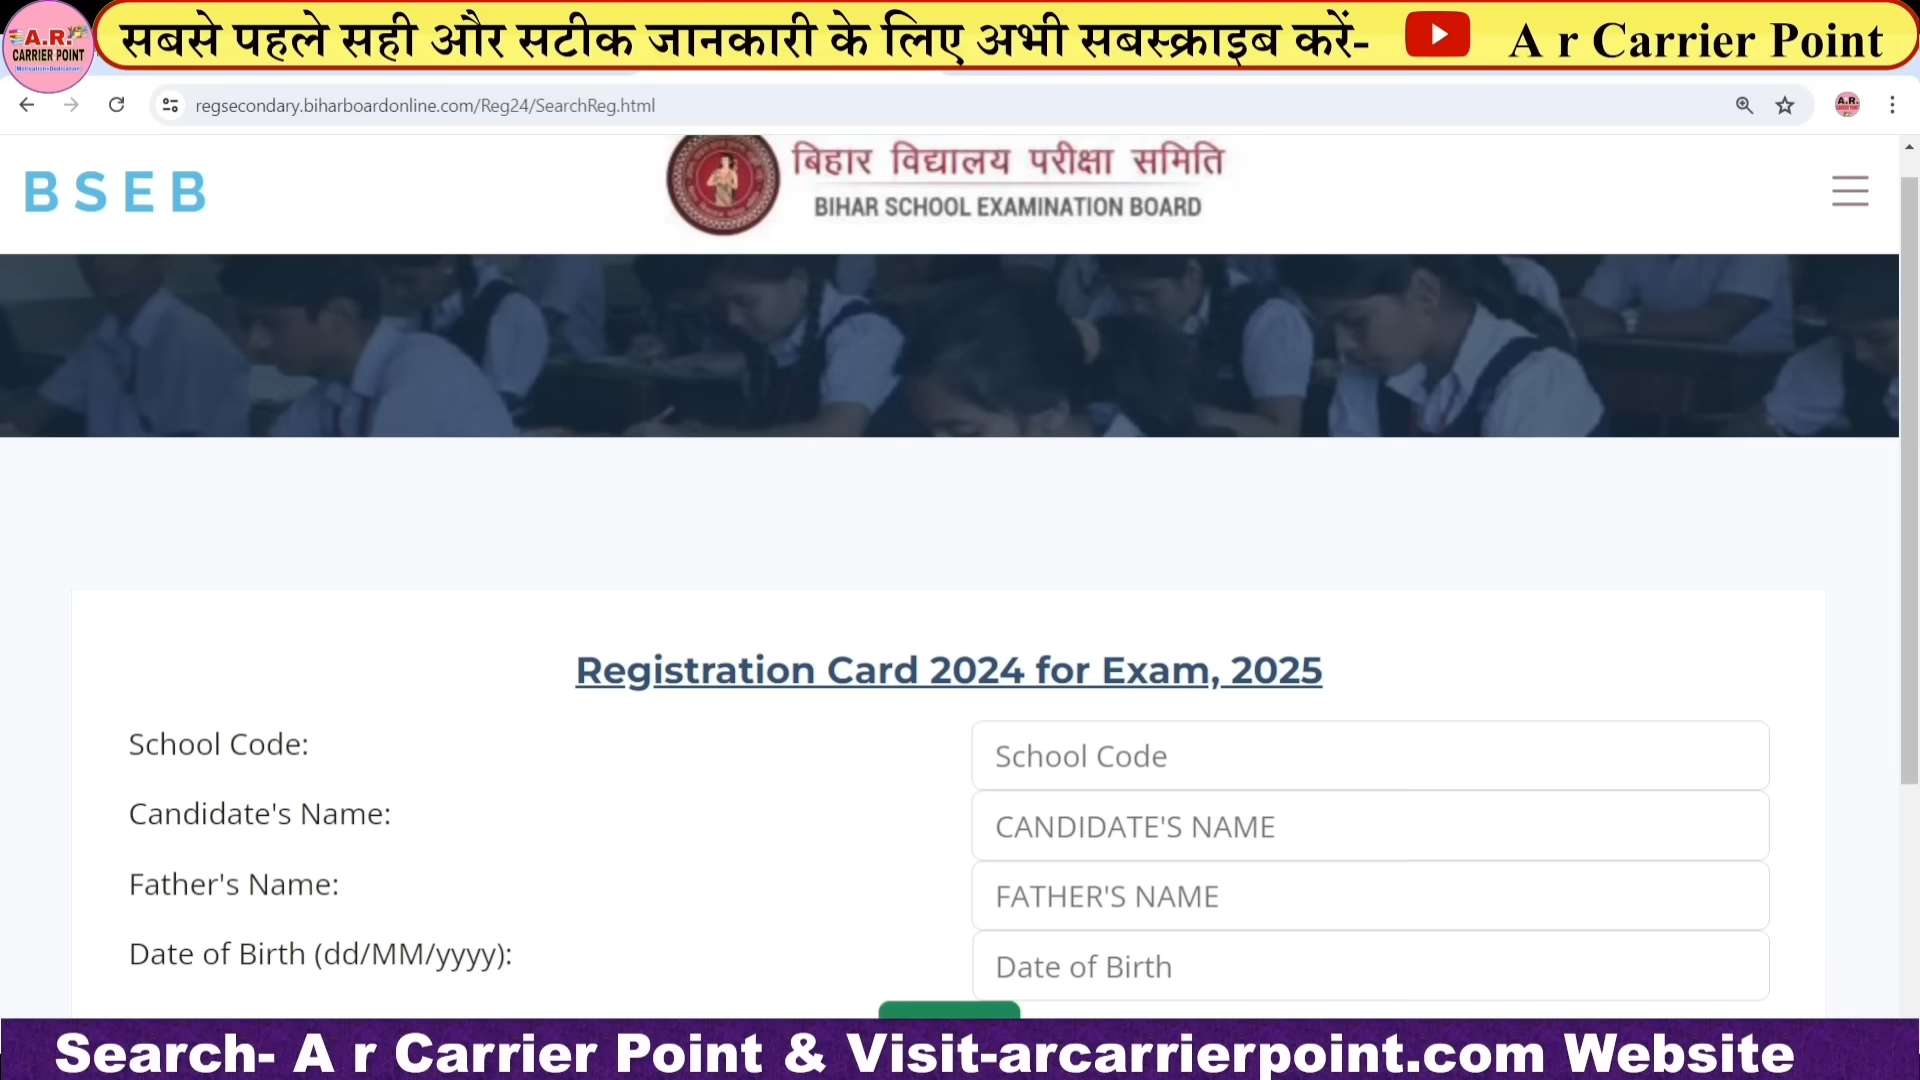 सबसे पहले सही और सटीक जानकारी के लिए अभी सबस्क्राइब करें- A r Carrier Point
A.R.
CARRIER POINT
Motivation+Dedication
regsecondary.biharboardonline.com/Reg24/SearchReg.html
A.R.
BSEB
बिहार विद्यालय परीक्षा समिति
BIHAR SCHOOL EXAMINATION BOARD
Registration Card 2024 for Exam, 2025
School Code:
School Code
Candidate's Name:
CANDIDATE'S NAME
Father's Name:
FATHER'S NAME
Date of Birth (dd/MM/yyyy):
Date of Birth
Search- A r Carrier Point & Visit-arcarrierpoint.com Website